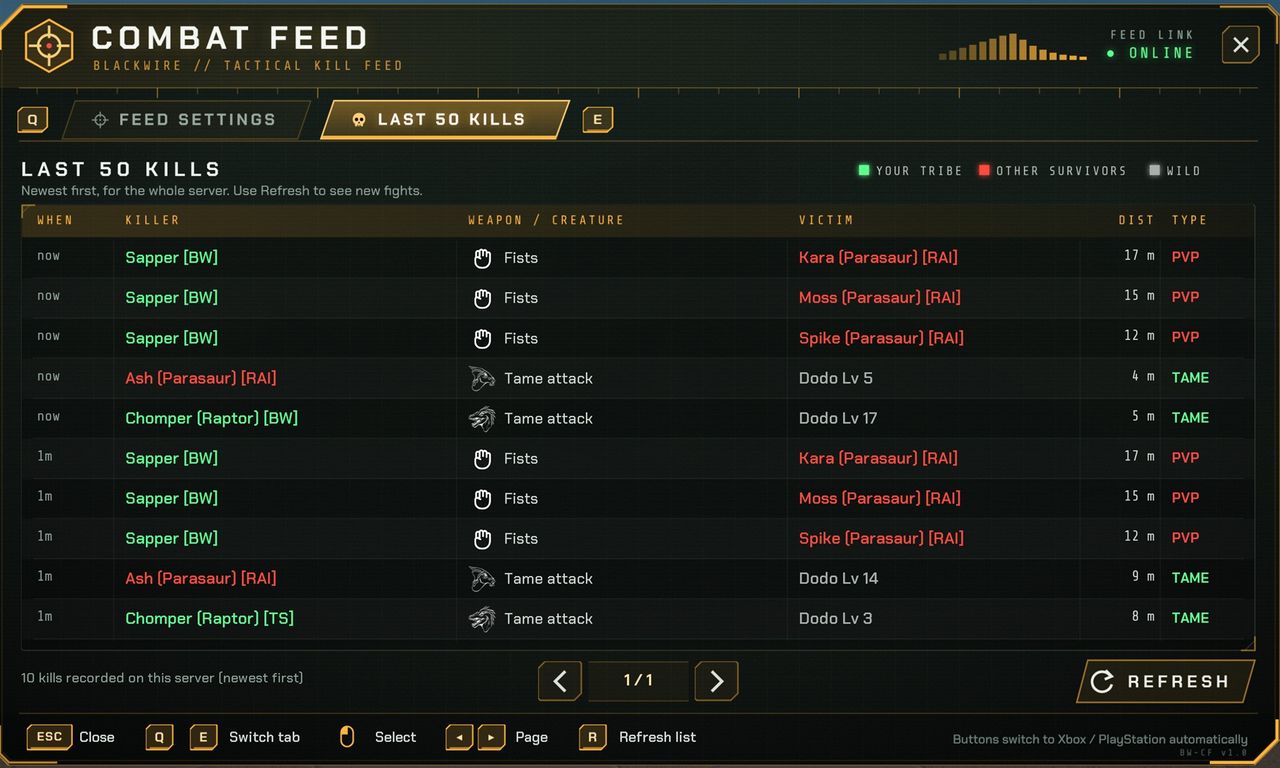 COMBAT FEED
BLACKWIRE // TACTICAL KILL FEED
FEED LINK
ONLINE
Q FEED SETTINGS LAST 50 KILLS E
LAST 50 KILLS
Newest first, for the whole server. Use Refresh to see new fights.
YOUR TRIBE OTHER SURVIVORS WILD
WHEN KILLER WEAPON / CREATURE VICTIM DIST TYPE
now Sapper [BW] Fists Kara (Parasaur) [RAI] 17 m PVP
now Sapper [BW] Fists Moss (Parasaur) [RAI] 15 m PVP
now Sapper [BW] Fists Spike (Parasaur) [RAI] 12 m PVP
now Ash (Parasaur) [RAI] Tame attack Dodo Lv 5 4 m TAME
now Chomper (Raptor) [BW] Tame attack Dodo Lv 17 5 m TAME
1m Sapper [BW] Fists Kara (Parasaur) [RAI] 17 m PVP
1m Sapper [BW] Fists Moss (Parasaur) [RAI] 15 m PVP
1m Sapper [BW] Fists Spike (Parasaur) [RAI] 12 m PVP
1m Ash (Parasaur) [RAI] Tame attack Dodo Lv 14 9 m TAME
1m Chomper (Raptor) [TS] Tame attack Dodo Lv 3 8 m TAME
10 kills recorded on this server (newest first) 1/1 REFRESH
ESC Close Q E Switch tab Select Page R Refresh list Buttons switch to Xbox / PlayStation automatically
BW-CF v1.0